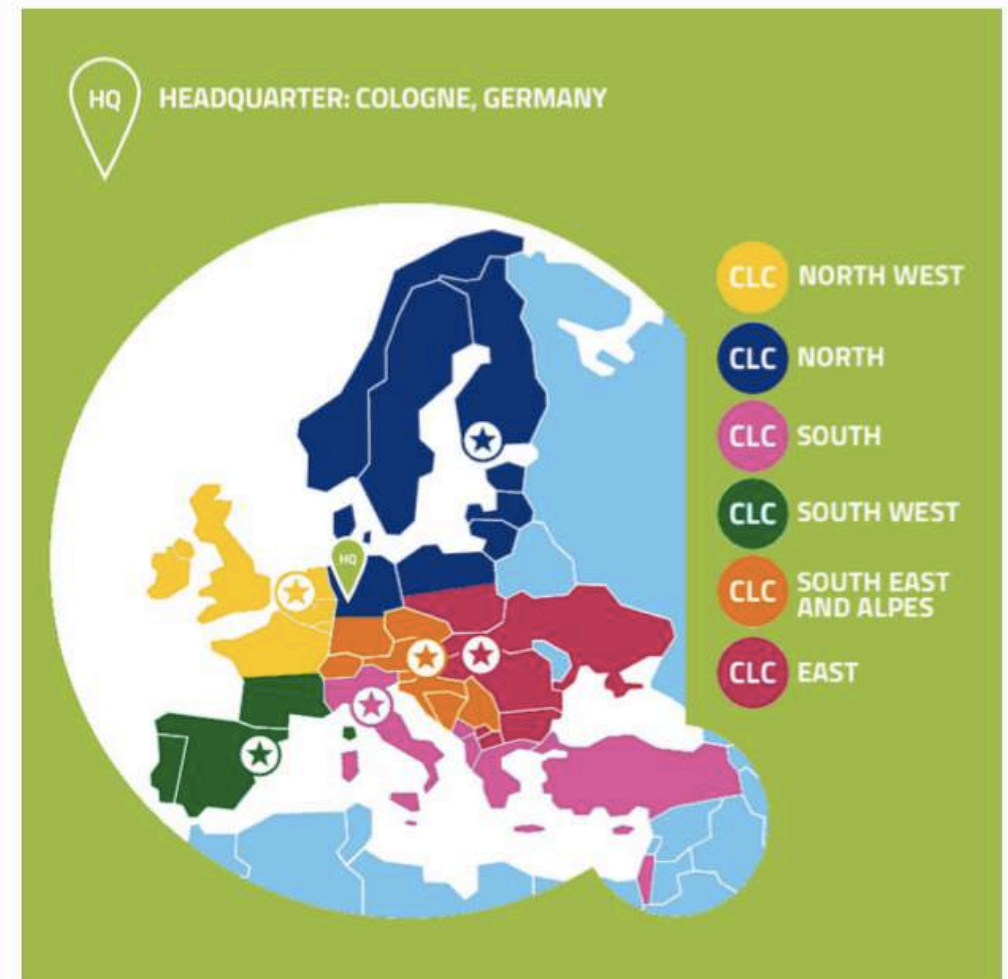 HQ
HEADQUARTER: COLOGNE, GERMANY
CLC NORTH WEST
CLC NORTH
CLC SOUTH
CLC SOUTH WEST
CLC SOUTH EAST
AND ALPES
CLC EAST
HQ